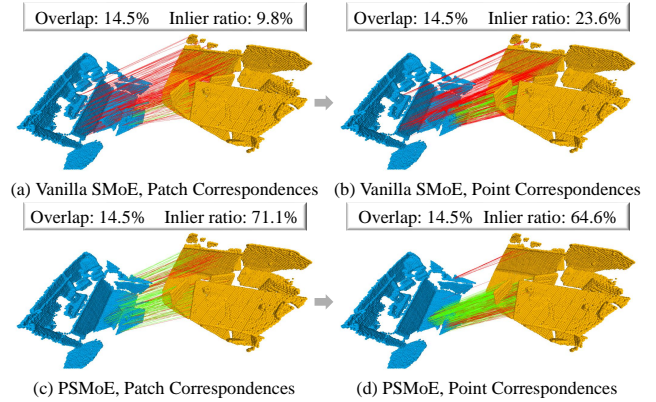 Overlap: 14.5% Inlier ratio: 9.8%
Overlap: 14.5% Inlier ratio: 23.6%
(a) Vanilla SMoE, Patch Correspondences
(b) Vanilla SMoE, Point Correspondences
Overlap: 14.5% Inlier ratio: 71.1%
Overlap: 14.5% Inlier ratio: 64.6%
(c) PSMoE, Patch Correspondences
(d) PSMoE, Point Correspondences